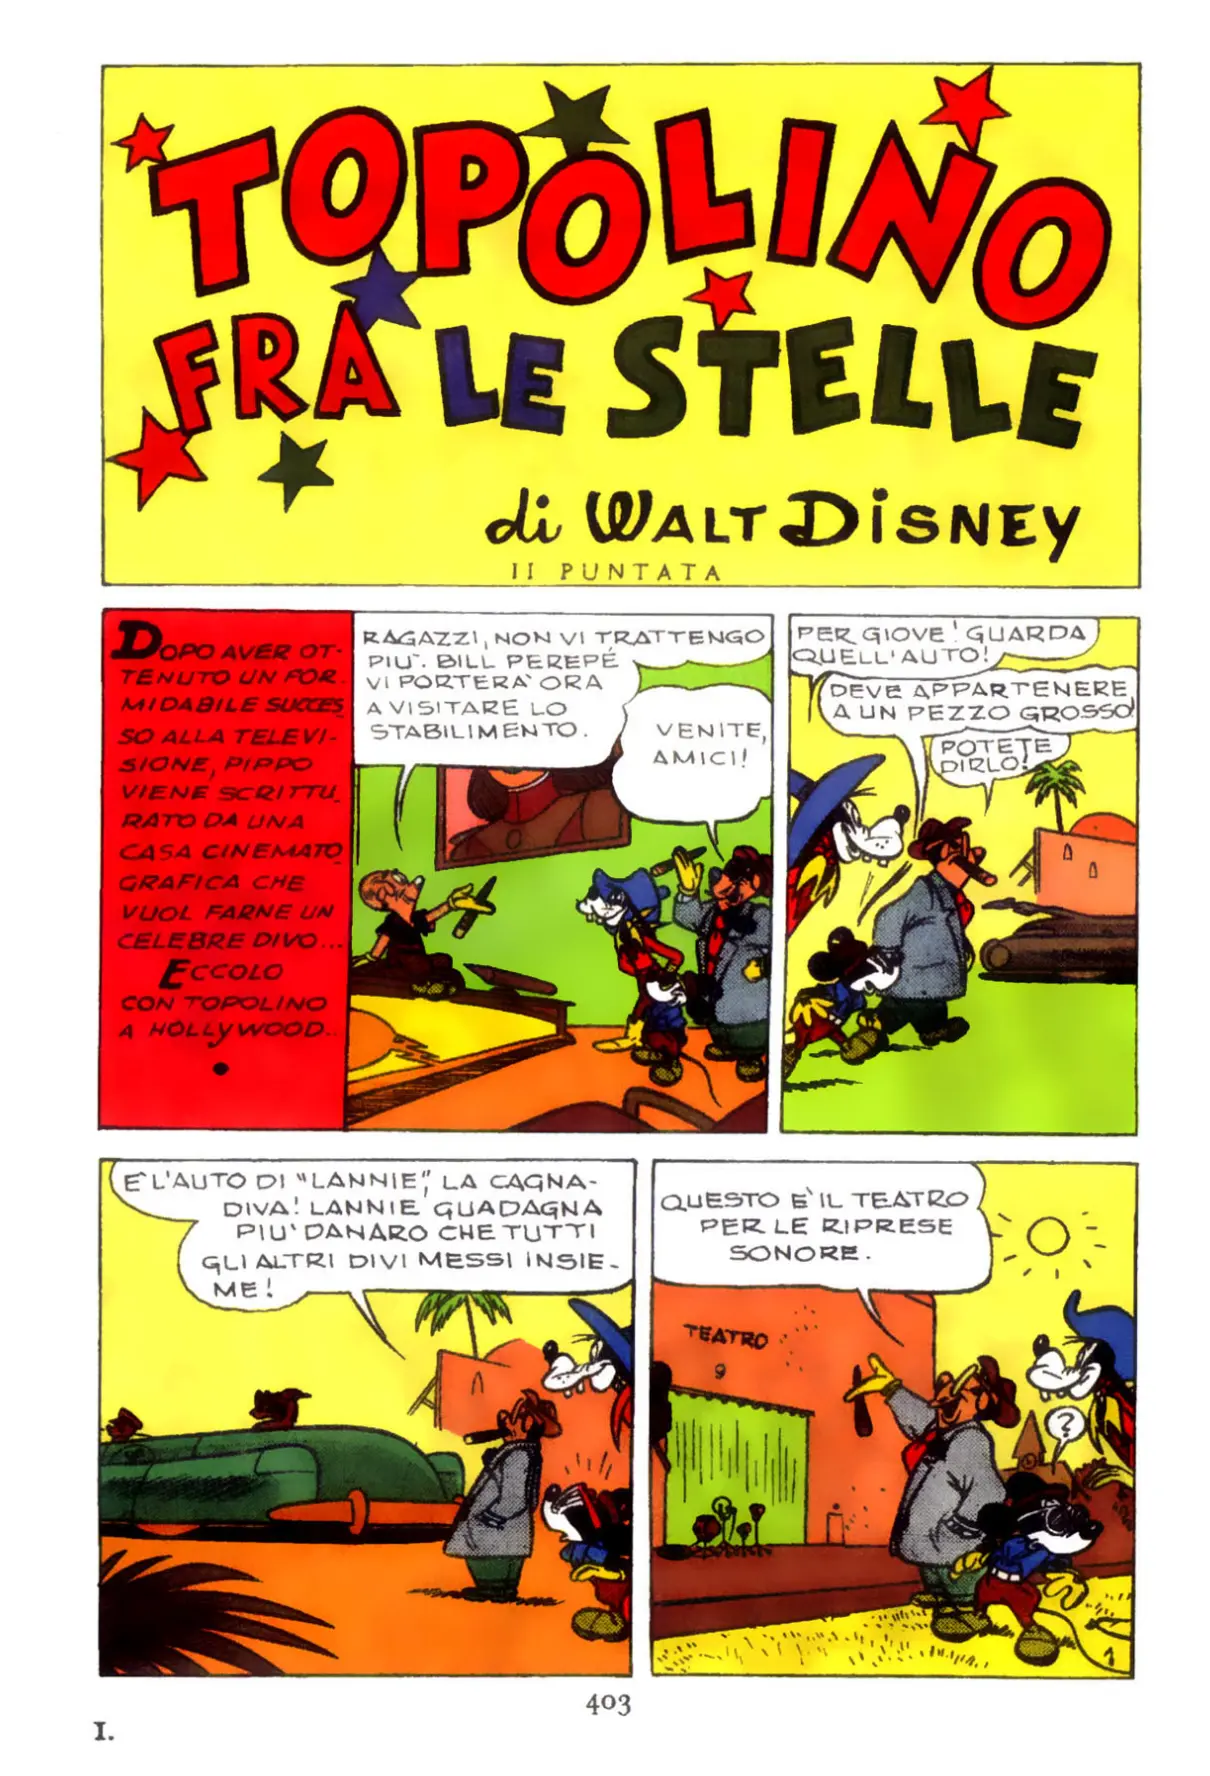 TOPOLINO
FRA LE STELLE
di WALT DISNEY
II PUNTATA
DOPO AVER OT-
TENUTO UN FOR-
MIDABILE SUCCES
SO ALLA TELEVI-
SIONE, PIPPO
VIENE SCRITTU
RATO DA UNA
CASA CINEMATO
GRAFICA CHE
VUOL FARNE UN
CELEBRE DIVO...
ECCOLO
CON TOPOLINO
A HOLLYWOOD..
RAGAZZI, NON VI TRATTENGO
PIU'. BILL PEREPÉ
VI PORTERA' ORA
A VISITARE LO
STABILIMENTO.
VENITE,
AMICI!
PER GIOVE! GUARDA
QUELL'AUTO!
DEVE APPARTENERE
A UN PEZZO GROSSO!
POTETE
DIRLO!
E' L'AUTO DI "LANNIE", LA CAGNA-
DIVA! LANNIE GUADAGNA
PIU' DANARO CHE TUTTI
GLI ALTRI DIVI MESSI INSIE-
ME!
QUESTO E' IL TEATRO
PER LE RIPRESE
SONORE.
TEATRO
9
?
1
403
I.